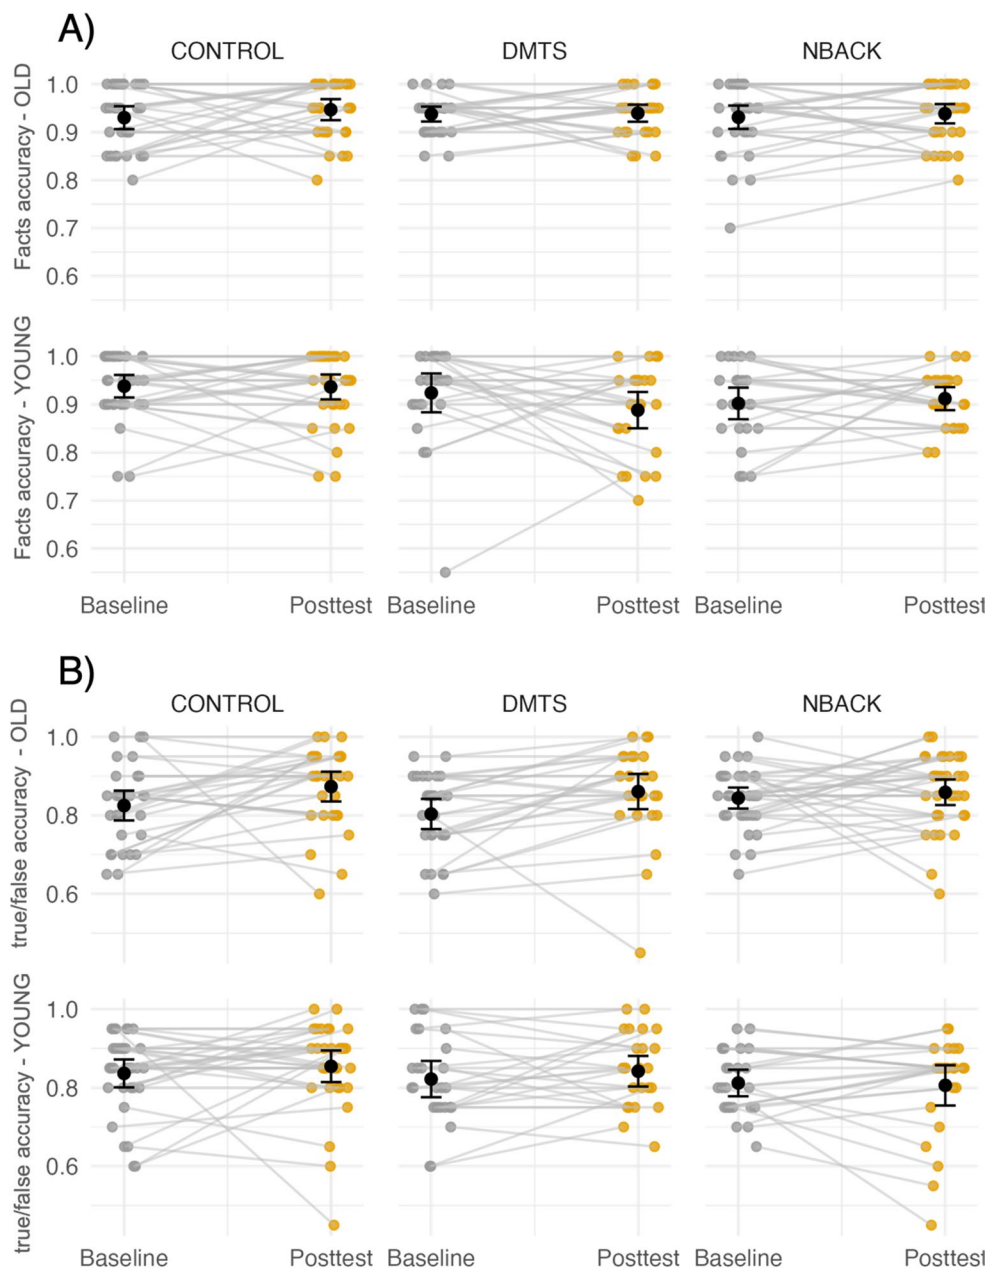 A)
CONTROL DMTS NBACK
Facts accuracy - OLD
1.0
0.9
0.8
0.7
0.6
Facts accuracy - YOUNG
1.0
0.9
0.8
0.7
0.6
Baseline Posttest Baseline Posttest Baseline Posttest
B)
CONTROL DMTS NBACK
true/false accuracy - OLD
1.0
0.8
0.6
true/false accuracy - YOUNG
1.0
0.8
0.6
Baseline Posttest Baseline Posttest Baseline Posttest